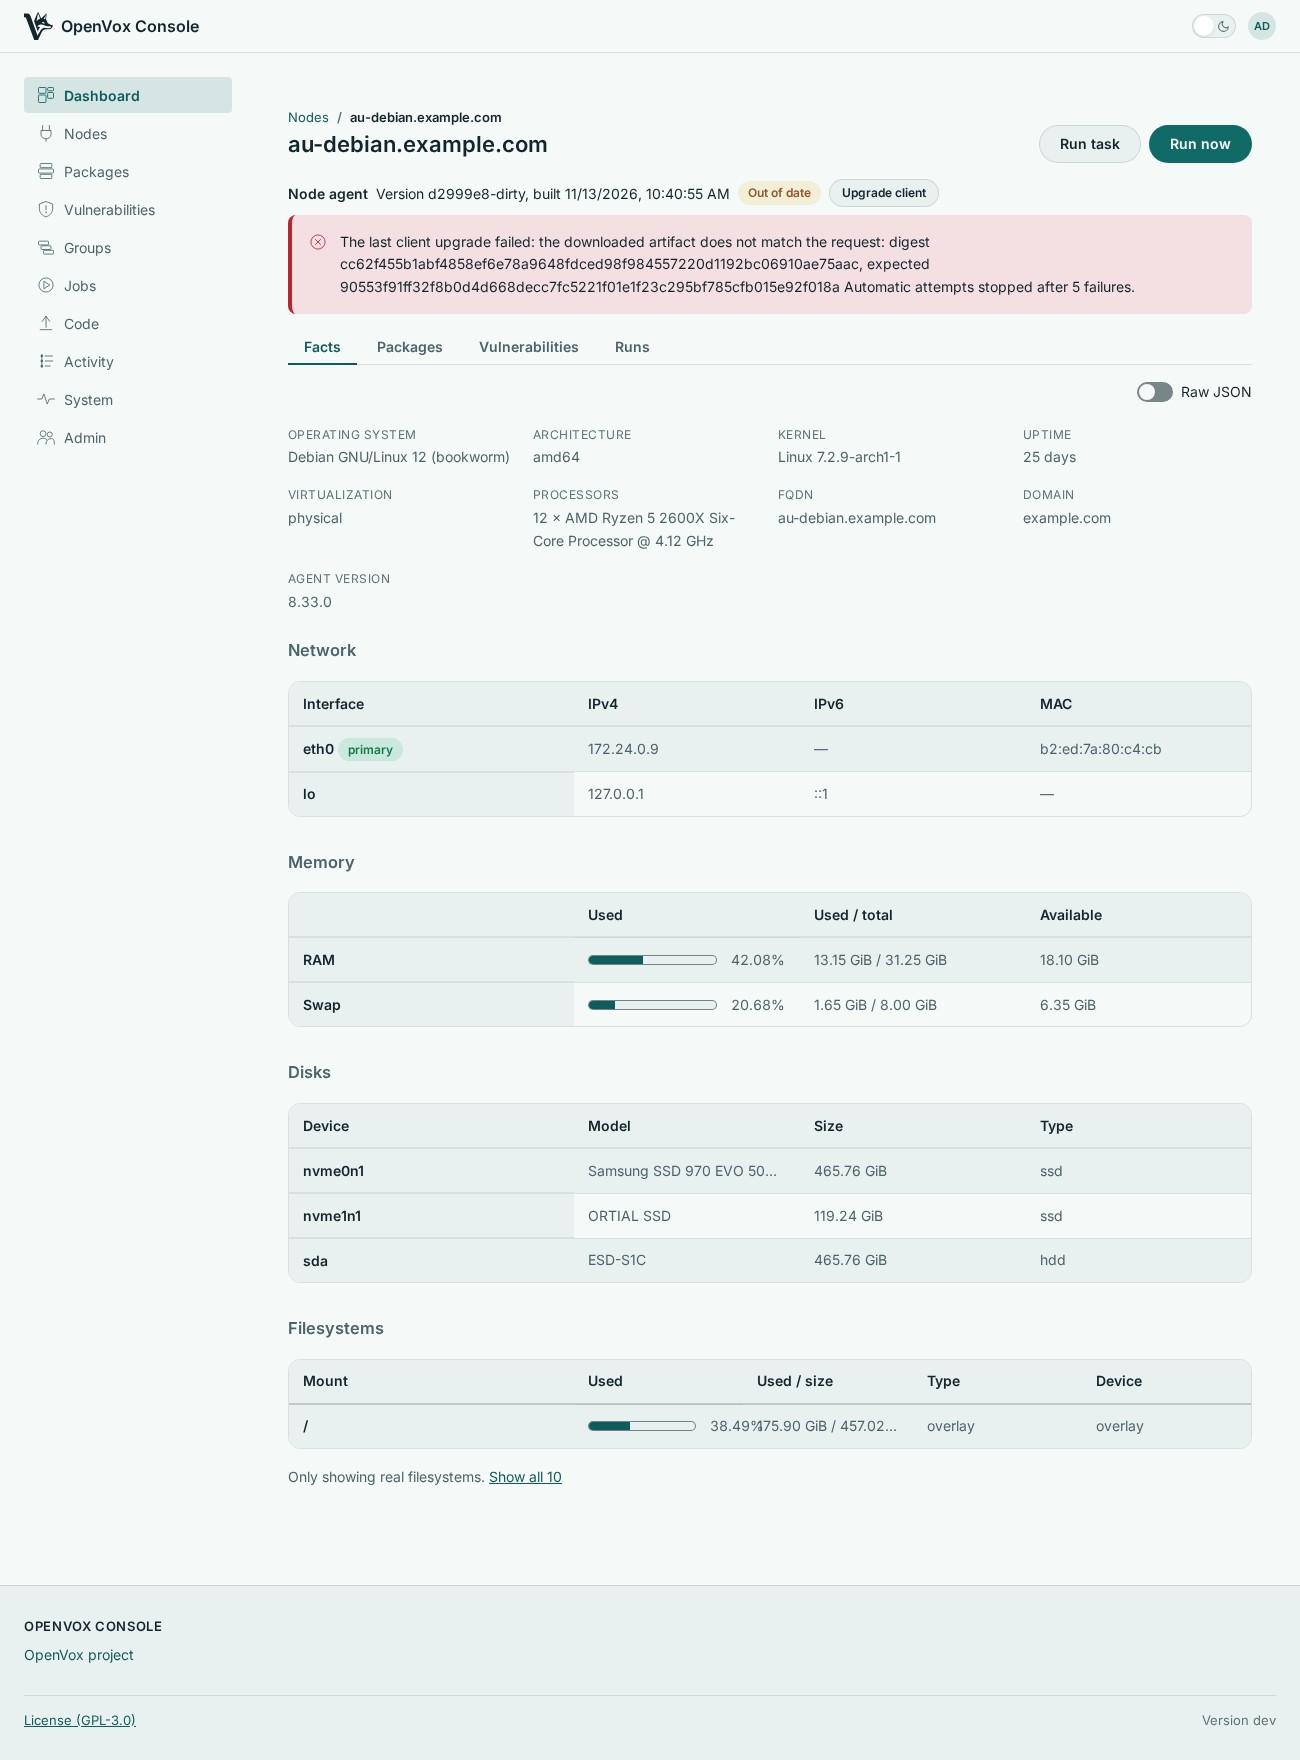 OpenVox Console
AD
Dashboard
Nodes
Packages
Vulnerabilities
Groups
Jobs
Code
Activity
System
Admin
Nodes / au-debian.example.com
au-debian.example.com
Run task
Run now
Node agent Version d2999e8-dirty, built 11/13/2026, 10:40:55 AM Out of date Upgrade client
The last client upgrade failed: the downloaded artifact does not match the request: digest
cc62f455b1abf4858ef6e78a9648fdced98f984557220d1192bc06910ae75aac, expected
90553f91ff32f8b0d4d668decc7fc5221f01e1f23c295bf785cfb015e92f018a Automatic attempts stopped after 5 failures.
Facts Packages Vulnerabilities Runs
Raw JSON
OPERATING SYSTEM ARCHITECTURE KERNEL UPTIME
Debian GNU/Linux 12 (bookworm) amd64 Linux 7.2.9-arch1-1 25 days
VIRTUALIZATION PROCESSORS FQDN DOMAIN
physical 12 × AMD Ryzen 5 2600X Six- au-debian.example.com example.com
Core Processor @ 4.12 GHz
AGENT VERSION
8.33.0
Network
Interface IPv4 IPv6 MAC
eth0 primary 172.24.0.9 — b2:ed:7a:80:c4:cb
lo 127.0.0.1 ::1 —
Memory
Used Used / total Available
RAM 42.08% 13.15 GiB / 31.25 GiB 18.10 GiB
Swap 20.68% 1.65 GiB / 8.00 GiB 6.35 GiB
Disks
Device Model Size Type
nvme0n1 Samsung SSD 970 EVO 50... 465.76 GiB ssd
nvme1n1 ORTIAL SSD 119.24 GiB ssd
sda ESD-S1C 465.76 GiB hdd
Filesystems
Mount Used Used / size Type Device
/ 38.49% 175.90 GiB / 457.02... overlay overlay
Only showing real filesystems. Show all 10
OPENVOX CONSOLE
OpenVox project
License (GPL-3.0)
Version dev